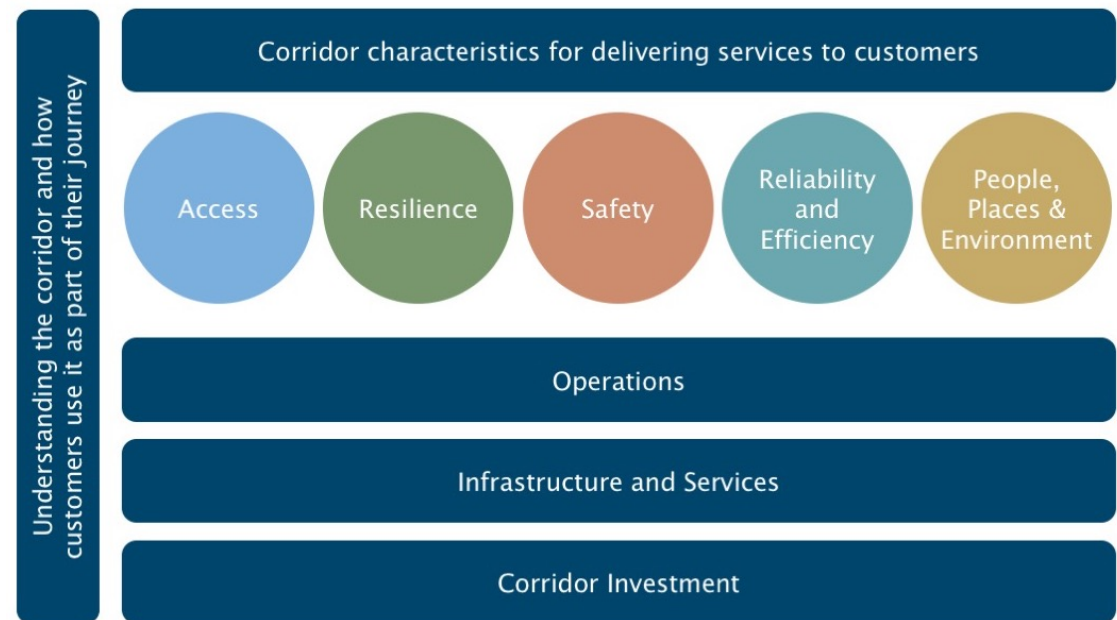 Understanding the corridor and how
customers use it as part of their journey
Corridor characteristics for delivering services to customers
Access
Resilience
Safety
Reliability
and
Efficiency
People,
Places &
Environment
Operations
Infrastructure and Services
Corridor Investment